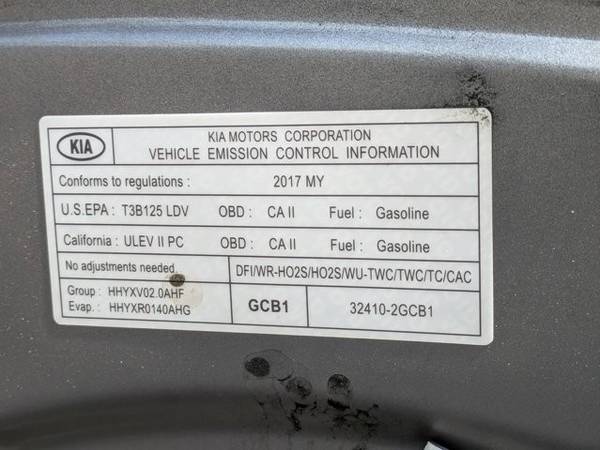 KIA
KIA MOTORS CORPORATION
VEHICLE EMISSION CONTROL INFORMATION
Conforms to regulations : 2017 MY
U.S.EPA : T3B125 LDV OBD : CA II Fuel : Gasoline
California : ULEV II PC OBD : CA II Fuel : Gasoline
No adjustments needed. DFI/WR-HO2S/HO2S/WU-TWC/TWC/TC/CAC
Group : HHYXV02.0AHF
Evap. : HHYXR0140AHG
GCB1 32410-2GCB1